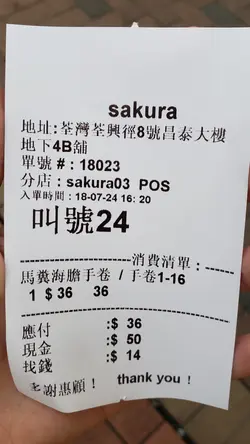 sakura
地址:荃灣荃興徑8號昌泰大樓
地下4B舖
單號 # : 18023
分店 : sakura03 POS
入單時間 : 18-07-24 16: 20
叫號24
--------------------------消費清單 : -------
馬糞海膽手卷 / 手卷1-16
1 $ 36 36
--------------------------
應付 :$ 36
現金 :$ 50
找錢 :$ 14
多謝惠顧! thank you !